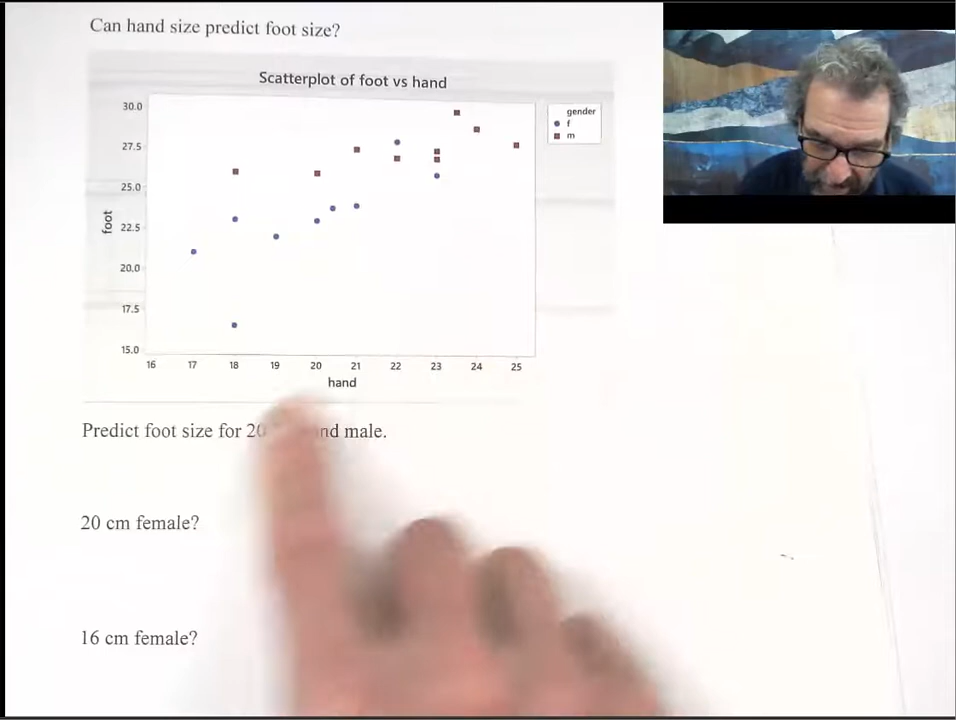 Can hand size predict foot size?
Scatterplot of foot vs hand
30.0
27.5
25.0
22.5
20.0
17.5
15.0
foot
16 17 18 19 20 21 22 23 24 25
hand
gender
f
m
Predict foot size for male.
20 cm female?
16 cm female?